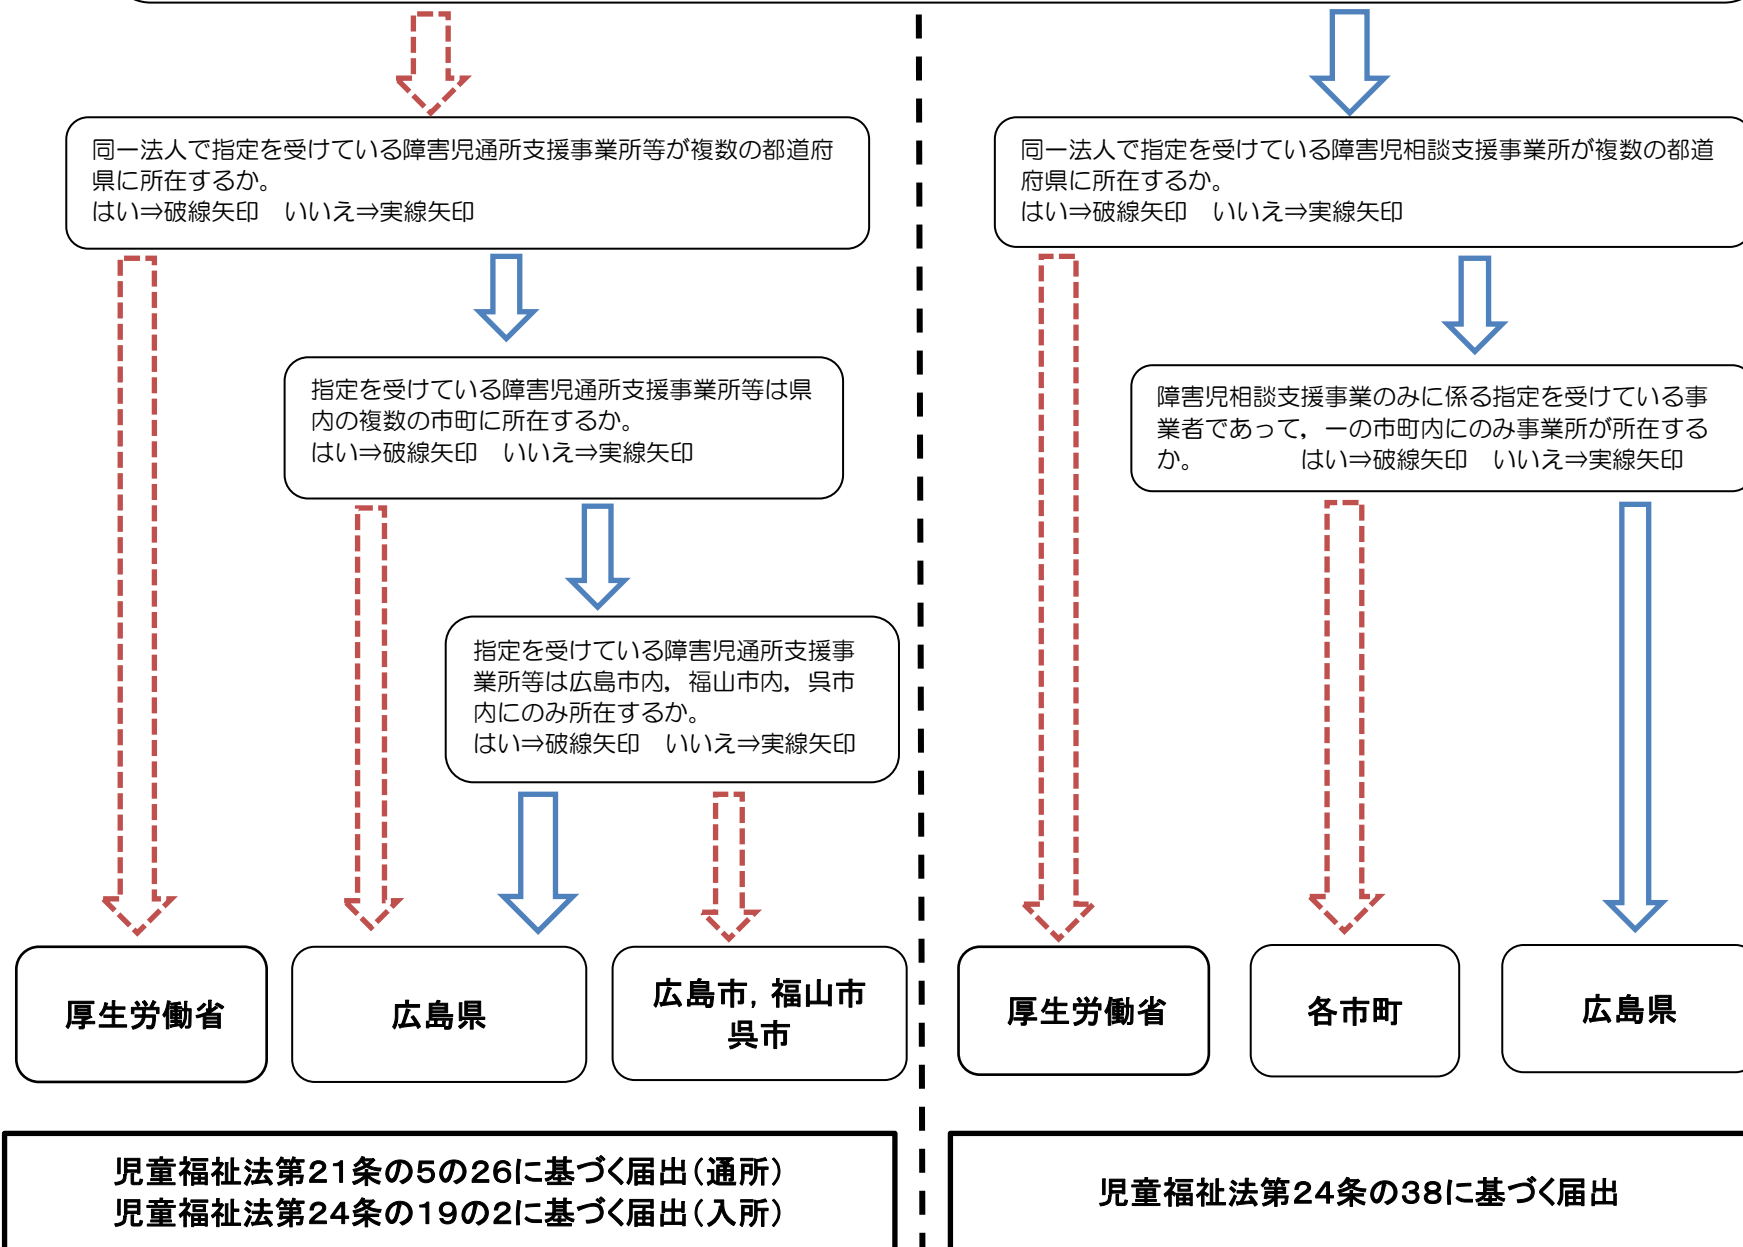 同一法人で指定を受けている障害児通所支援事業所等が複数の都道府
県に所在するか。
はい⇒破線矢印　いいえ⇒実線矢印
指定を受けている障害児通所支援事業所等は県
内の複数の市町に所在するか。
はい⇒破線矢印　いいえ⇒実線矢印
指定を受けている障害児通所支援事
業所等は広島市内，福山市内，呉市
内にのみ所在するか。
はい⇒破線矢印　いいえ⇒実線矢印
厚生労働省
広島県
広島市，福山市
呉市
児童福祉法第21条の5の26に基づく届出（通所）
児童福祉法第24条の19の2に基づく届出（入所）
同一法人で指定を受けている障害児相談支援事業所が複数の都道
府県に所在するか。
はい⇒破線矢印　いいえ⇒実線矢印
障害児相談支援事業のみに係る指定を受けている事
業者であって，一の市町内にのみ事業所が所在する
か。　　　　はい⇒破線矢印　いいえ⇒実線矢印
厚生労働省
各市町
広島県
児童福祉法第24条の38に基づく届出